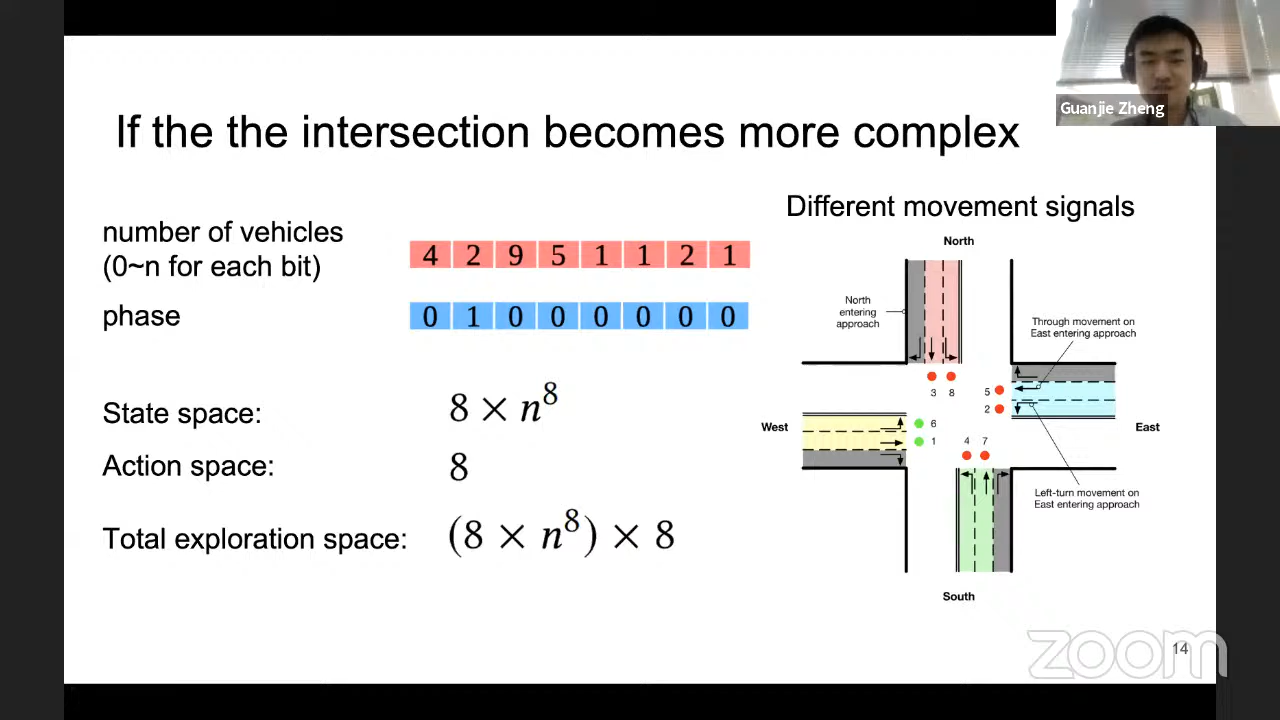 Guanjie Zheng
If the the intersection becomes more complex
number of vehicles
(0~n for each bit)
4 2 9 5 1 1 2 1
phase
0 1 0 0 0 0 0 0
State space:
8 × n⁸
Action space:
8
Total exploration space:
(8 × n⁸) × 8
Different movement signals
North
North
entering
approach
Through movement on
East entering approach
3 8
5
2
West
6
1
4 7
East
Left-turn movement on
East entering approach
South
zoom
14